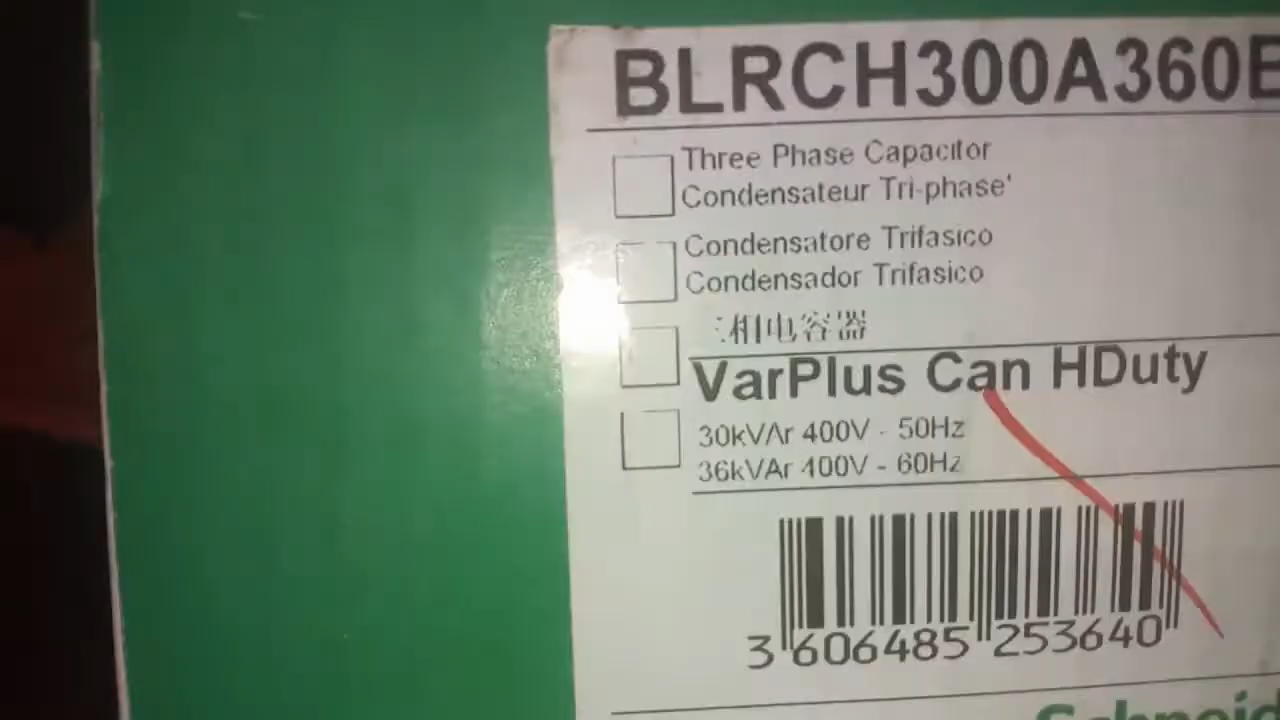 BLRCH300A360B
Three Phase Capacitor
Condensateur Tri-phase'
Condensatore Trifasico
Condensador Trifasico
三相电容器
VarPlus Can HDuty
30kVAr 400V - 50Hz
36kVAr 400V - 60Hz
3 606485 253640